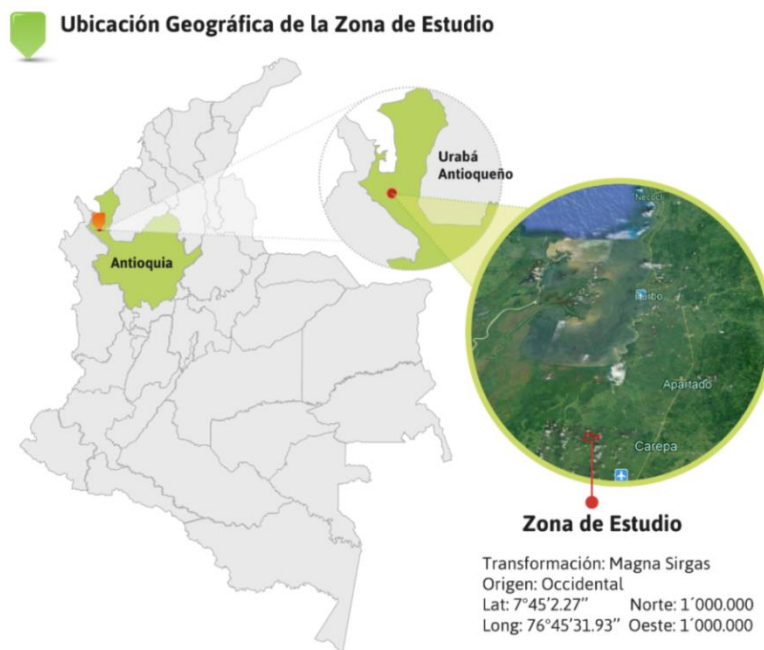 Ubicación Geográfica de la Zona de Estudio
Urabá
Antioqueño
Antioquia
Necoclí
Turbo
Apartado
Carepa
Zona de Estudio
Transformación: Magna Sirgas
Origen: Occidental
Lat: 7°45′2.27″ Norte: 1´000.000
Long: 76°45′31.93″ Oeste: 1´000.000